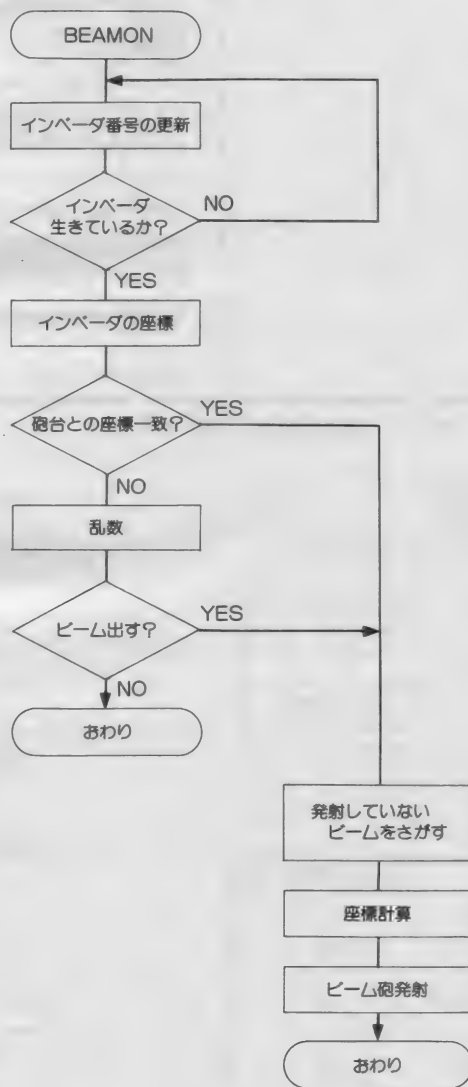 BEAMON
インベーダ番号の更新
インベーダ
生きているか?
NO
YES
インベーダの座標
砲台との座標一致?
YES
NO
乱数
ビーム出す?
YES
NO
おわり
発射していない
ビームをさがす
座標計算
ビーム砲発射
おわり